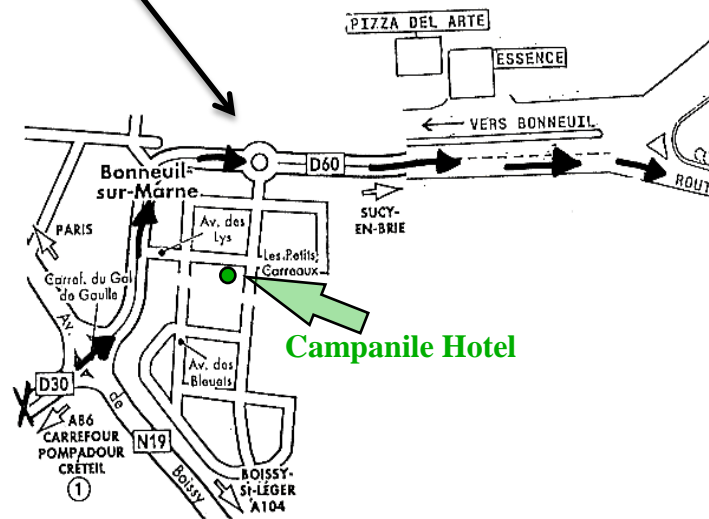 PIZZA DEL ARTE
ESSENCE
VERS BONNEUIL
D60
ROUT
Bonneuil-
sur-Marne
SUCY-
EN-BRIE
PARIS
Av. des
Lys
Les Petits
Carreaux
Carref. du Gal
de Gaulle
Campanile Hotel
Av.
Av. des
Bleuets
D30
de
A86
CARREFOUR
POMPADOUR
CRÉTEIL
1
N19
Boissy
BOISSY-
St-LÉGER
A104